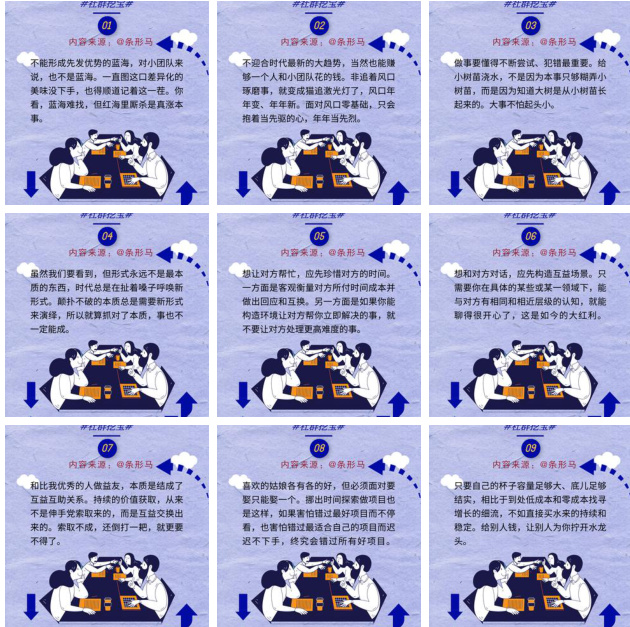 #社群挖宝#
01
内容来源：@条形马
不能形成先发优势的蓝海，对小团队来
说，也不是蓝海。一直图这口差异化的
美味没下手，也得顺道记着这一茬。你
看，蓝海难找，但红海里厮杀是真涨本
事。
#社群挖宝#
02
内容来源：@条形马
不迎合时代最新的大趋势，当然也能赚
够一个人和小团队花的钱。非追着风口
琢磨事，就变成猫追激光灯了，风口年
年变、年年新。面对风口零基础，只会
抱着当先驱的心，年年当先烈。
#社群挖宝#
03
内容来源：@条形马
做事要懂得不断尝试、犯错最重要。给
小树苗浇水，不是因为本事只够糊弄小
树苗，而是因为知道大树是从小树苗长
起来的。大事不怕起头小。
#社群挖宝#
04
内容来源：@条形马
虽然我们要看到，但形式永远不是最本
质的东西，时代总是在扯着嗓子呼唤新
形式。颠扑不破的本质总是需要新形式
来演绎，所以就算抓对了本质，事也不
一定能成。
#社群挖宝#
05
内容来源：@条形马
想让对方帮忙，应先珍惜对方的时间。
一方面是客观衡量对方所付时间成本并
做出回应和互换。另一方面是如果你能
构造环境让对方帮你立即解决的事，就
不要让对方处理更高难度的事。
#社群挖宝#
06
内容来源：@条形马
想和对方对话，应先构造互益场景。只
需要你在具体的某些或某一领域下，能
与对方有相同和相近层级的认知，就能
聊得很开心了，这是如今的大红利。
#社群挖宝#
07
内容来源：@条形马
和比我优秀的人做益友，本质是结成了
互益互助关系。持续的价值获取，从来
不是伸手党索取来的，而是互益交换出
来的。索取不成，还倒打一耙，就更要
不得了。
#社群挖宝#
08
内容来源：@条形马
喜欢的姑娘各有各的好，但必须面对要
娶只能娶一个。挪出时间探索做项目也
是这样，如果害怕错过最好项目而不停
看，也害怕错过最适合自己的项目而迟
迟不下手，终究会错过所有好项目。
#社群挖宝#
09
内容来源：@条形马
只要自己的杯子容量足够大、底儿足够
结实，相比于到处低成本和零成本找寻
增长的细流，不如直接买水来的持续和
稳定。给别人钱，让别人为你拧开水龙
头。